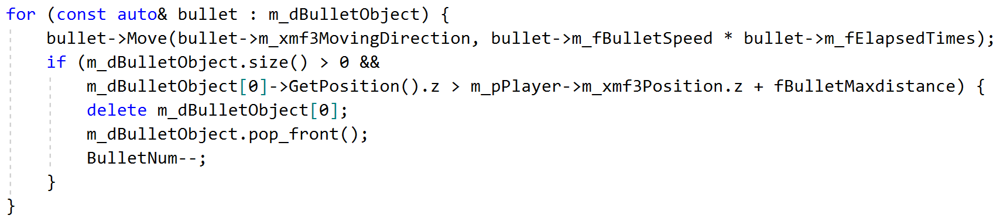 for (const auto& bullet : m_dBulletObject) {
    bullet->Move(bullet->m_xmf3MovingDirection, bullet->m_fBulletSpeed * bullet->m_fElapsedTimes);
    if (m_dBulletObject.size() > 0 &&
        m_dBulletObject[0]->GetPosition().z > m_pPlayer->m_xmf3Position.z + fBulletMaxdistance) {
        delete m_dBulletObject[0];
        m_dBulletObject.pop_front();
        BulletNum--;
    }
}